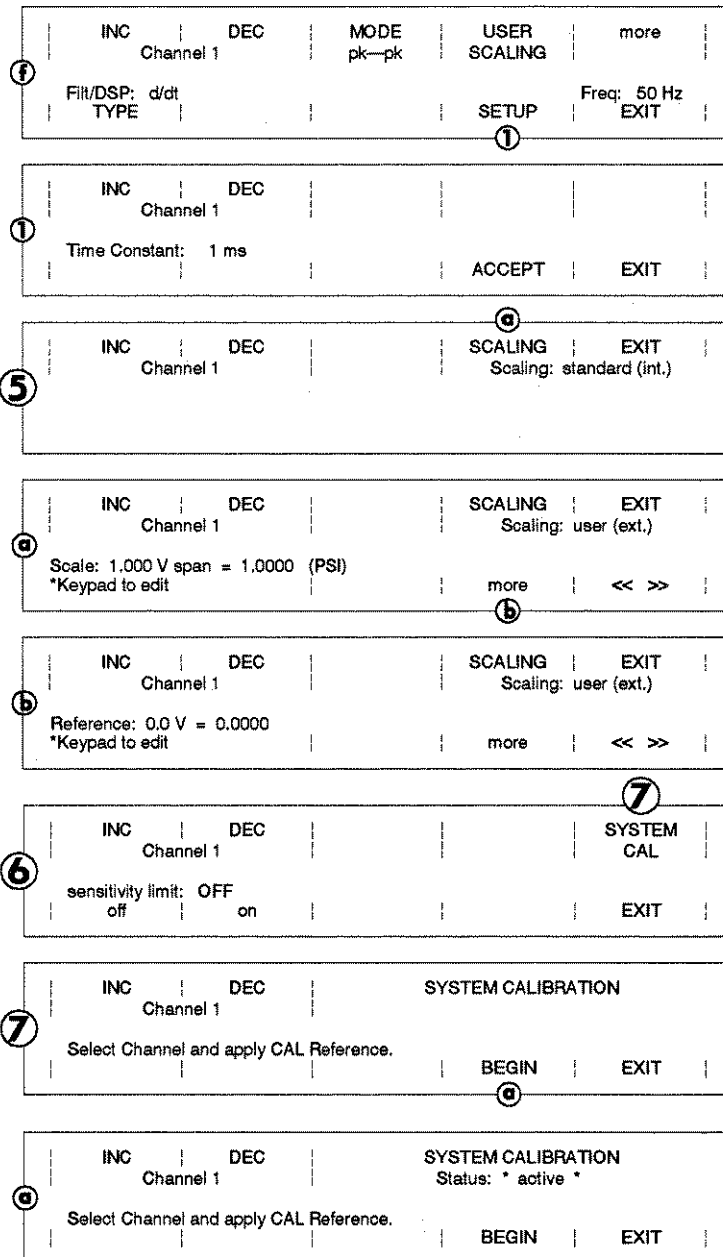 INC DEC MODE USER more
Channel 1 pk—pk SCALING
f
Filt/DSP: d/dt Freq: 50 Hz
TYPE SETUP EXIT
1
INC DEC
Channel 1
1
Time Constant: 1 ms
ACCEPT EXIT
a
INC DEC SCALING EXIT
Channel 1 Scaling: standard (int.)
5
INC DEC SCALING EXIT
Channel 1 Scaling: user (ext.)
a
Scale: 1.000 V span = 1.0000 (PSI)
*Keypad to edit more << >>
b
INC DEC SCALING EXIT
Channel 1 Scaling: user (ext.)
b
Reference: 0.0 V = 0.0000
*Keypad to edit more << >>
7
INC DEC SYSTEM
Channel 1 CAL
6
sensitivity limit: OFF
off on EXIT
INC DEC SYSTEM CALIBRATION
Channel 1
7
Select Channel and apply CAL Reference.
BEGIN EXIT
a
INC DEC SYSTEM CALIBRATION
Channel 1 Status: * active *
a
Select Channel and apply CAL Reference.
BEGIN EXIT